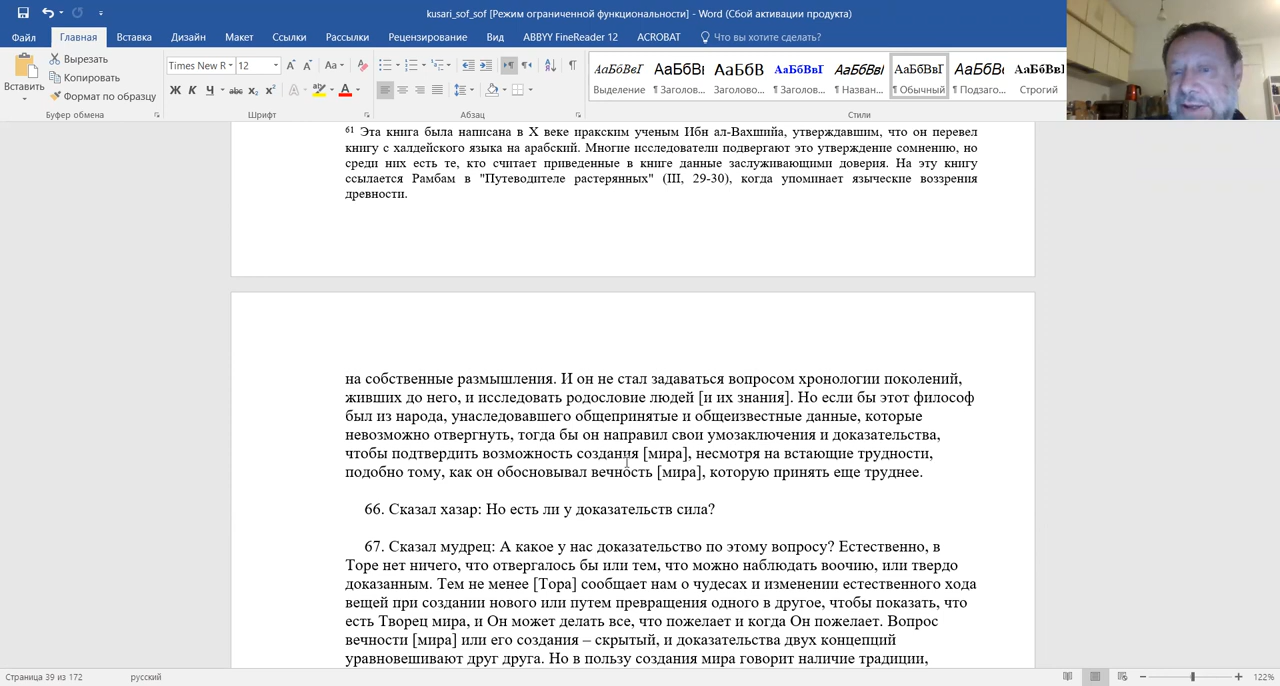 kusari_sof_sof [Режим ограниченной функциональности] - Word (Сбой активации продукта)
Файл Главная Вставка Дизайн Макет Ссылки Рассылки Рецензирование Вид ABBYY FineReader 12 ACROBAT Что вы хотите сделать?
Вставить
Вырезать
Копировать
Формат по образцу
Буфер обмена
Times New R 12
Ж К Ч abc x₂ x²
Шрифт
Абзац
АаБбВвГ АаБбВı АаБбВ АаБбВвГ АаБбВвІ АаБбВвГ АаБбВ АаБбВвГ
Выделение ¶ Заголов... Заголово... ¶ Заголов... ¶ Назван... ¶ Обычный ¶ Подзаго... Строгий
Стили
61 Эта книга была написана в X веке иракским ученым Ибн ал-Вахшийа, утверждавшим, что он перевел
книгу с халдейского языка на арабский. Многие исследователи подвергают это утверждение сомнению, но
среди них есть те, кто считает приведенные в книге данные заслуживающими доверия. На эту книгу
ссылается Рамбам в "Путеводителе растерянных" (III, 29-30), когда упоминает языческие воззрения
древности.
на собственные размышления. И он не стал задаваться вопросом хронологии поколений,
живших до него, и исследовать родословие людей [и их знания]. Но если бы этот философ
был из народа, унаследовавшего общепринятые и общеизвестные данные, которые
невозможно отвергнуть, тогда бы он направил свои умозаключения и доказательства,
чтобы подтвердить возможность создания [мира], несмотря на встающие трудности,
подобно тому, как он обосновывал вечность [мира], которую принять еще труднее.
66. Сказал хазар: Но есть ли у доказательств сила?
67. Сказал мудрец: А какое у нас доказательство по этому вопросу? Естественно, в
Торе нет ничего, что отвергалось бы или тем, что можно наблюдать воочию, или твердо
доказанным. Тем не менее [Тора] сообщает нам о чудесах и изменении естественного хода
вещей при создании нового или путем превращения одного в другое, чтобы показать, что
есть Творец мира, и Он может делать все, что пожелает и когда Он пожелает. Вопрос
вечности [мира] или его создания – скрытый, и доказательства двух концепций
уравновешивают друг друга. Но в пользу создания мира говорит наличие традиции,
Страница 39 из 172 русский 122%